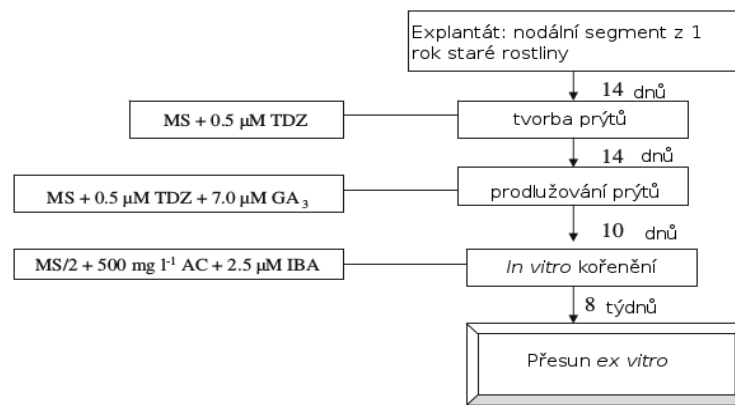 Explantát: nodální segment z 1
rok staré rostliny
14 dnů
MS + 0.5 µM TDZ
tvorba prýtů
14 dnů
MS + 0.5 µM TDZ + 7.0 µM GA₃
prodlužování prýtů
10 dnů
MS/2 + 500 mg l⁻¹ AC + 2.5 µM IBA
In vitro kořenění
8 týdnů
Přesun ex vitro